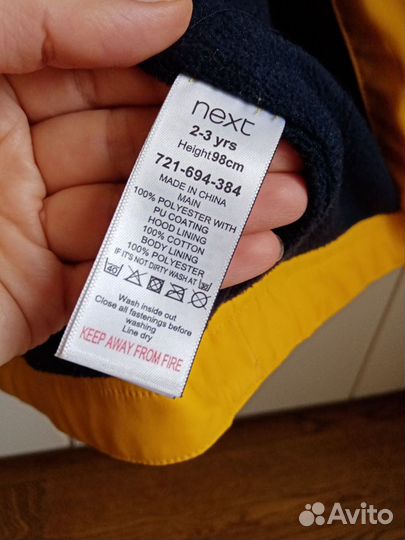 next
2-3 yrs
Height98cm
721-694-384
MADE IN CHINA
MAIN
100% POLYESTER WITH
PU COATING
HOOD LINING
100% COTTON
BODY LINING
100% POLYESTER
IF IT'S NOT DIRTY WASH AT 30
40
Wash inside out
Close all fastenings before
washing
Line dry
KEEP AWAY FROM FIRE
Avito